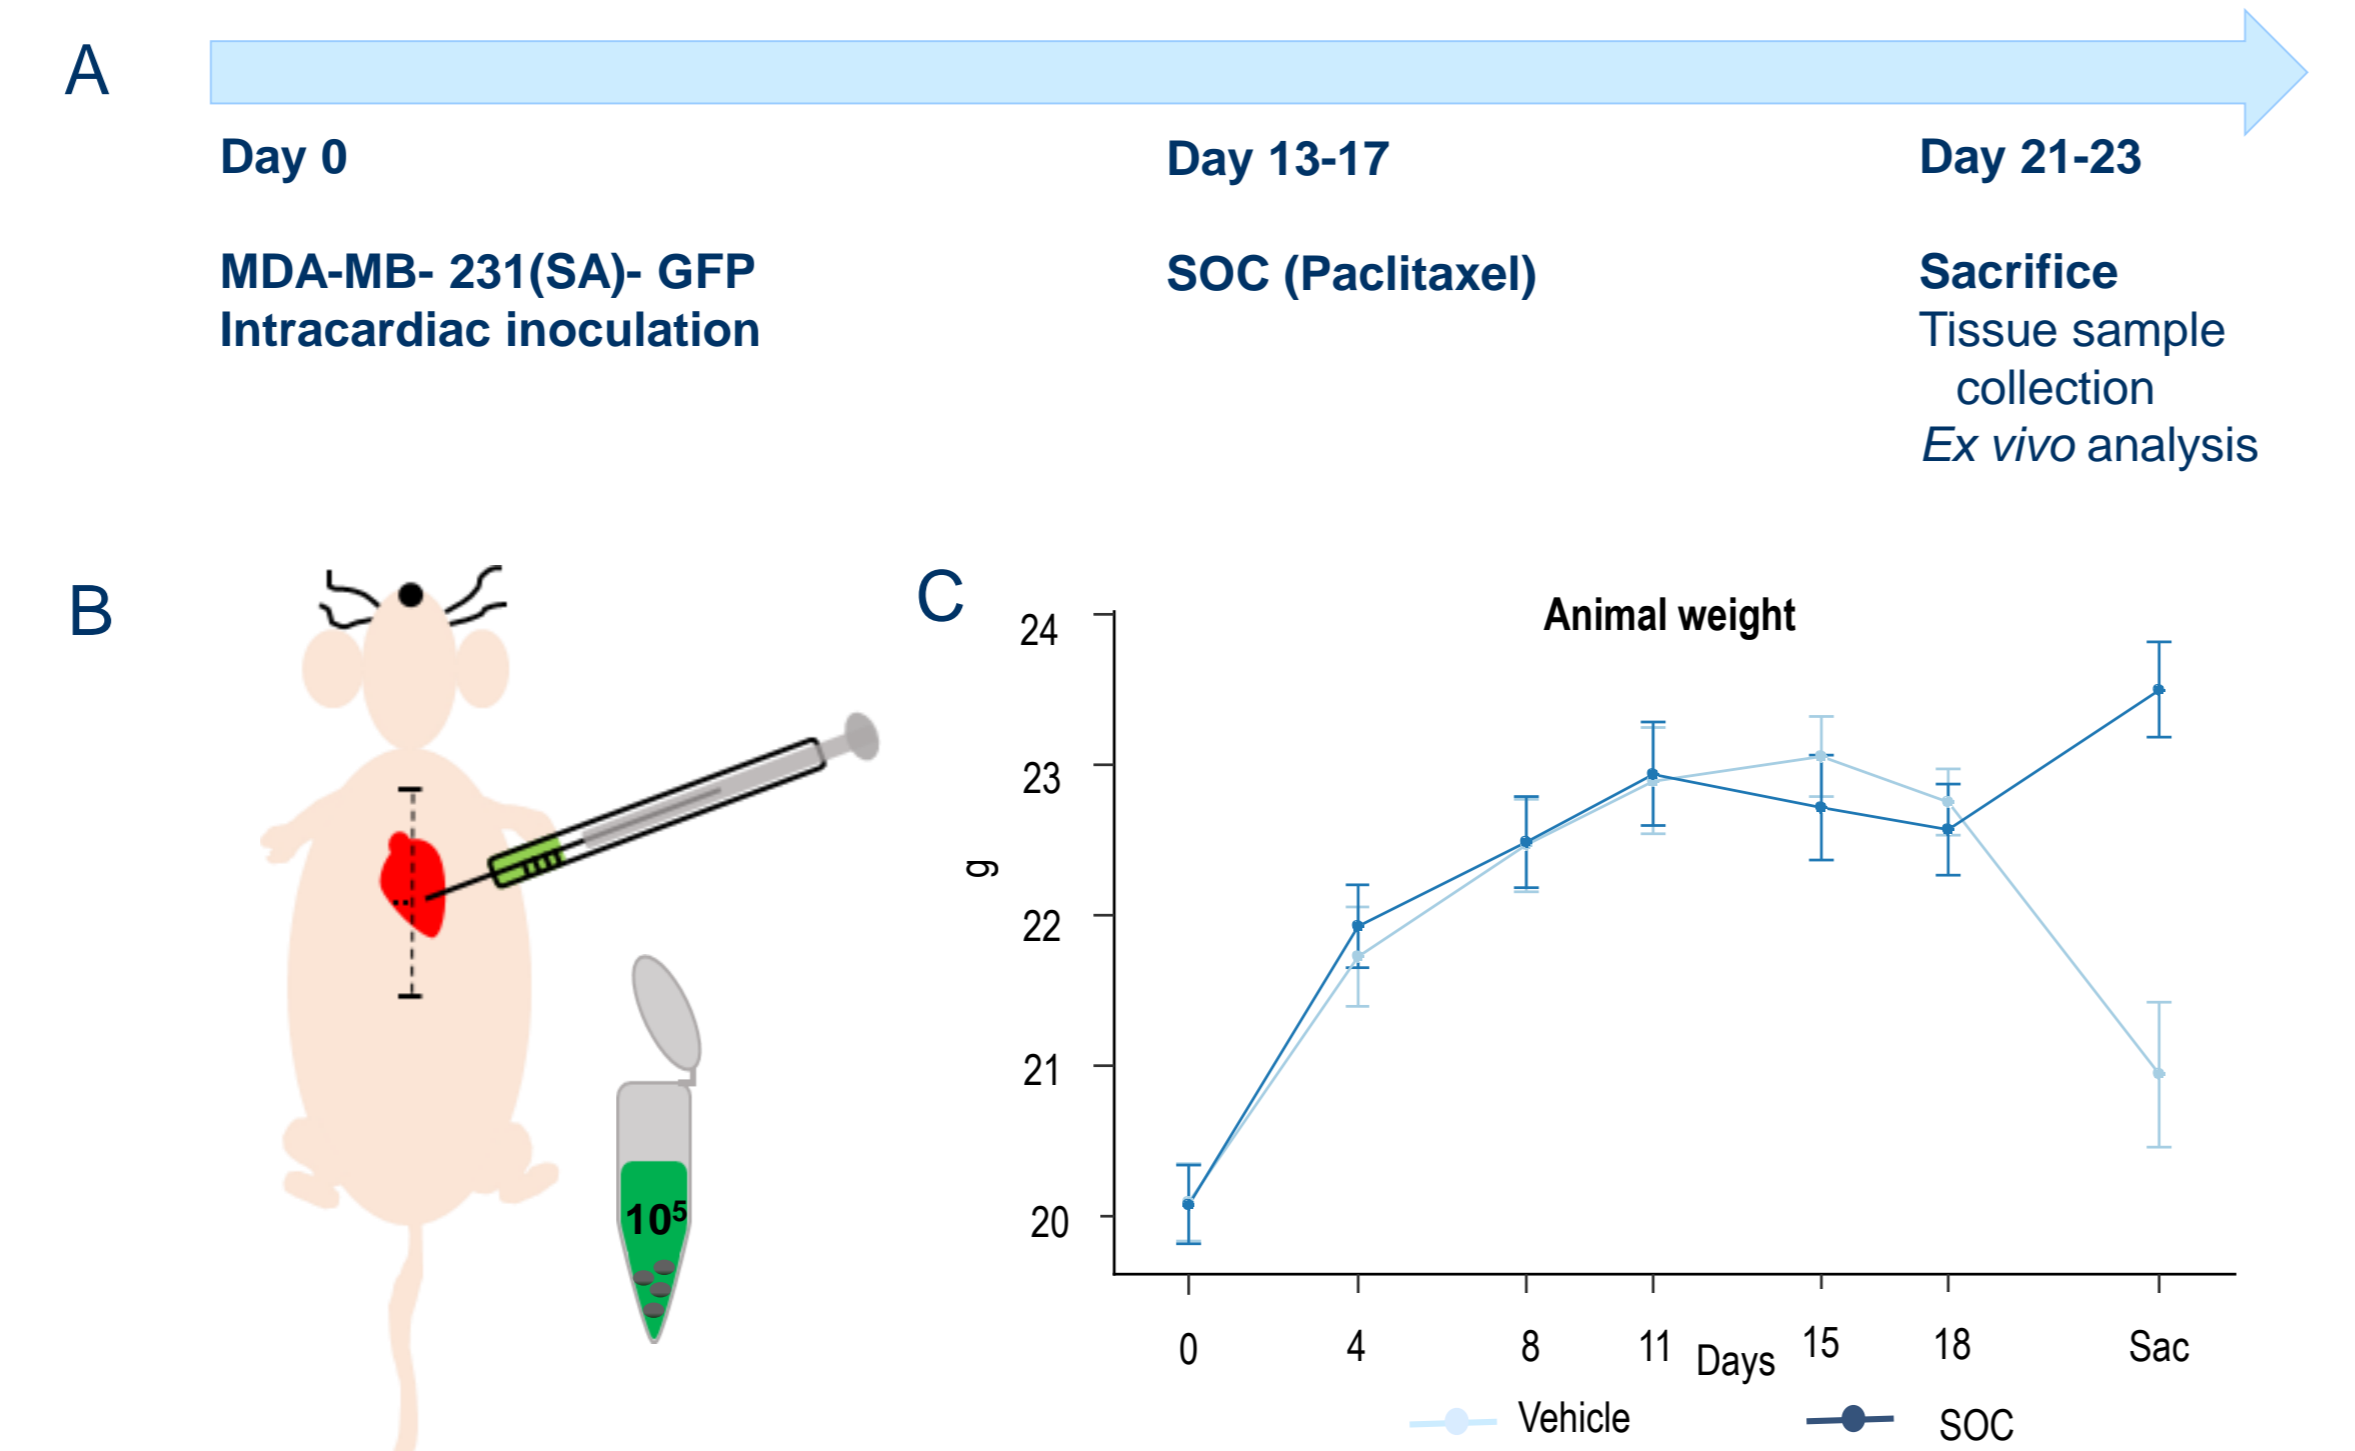 A
Day 0
MDA-MB- 231(SA)- GFP
Intracardiac inoculation
Day 13-17
SOC (Paclitaxel)
Day 21-23
Sacrifice
Tissue sample
collection
Ex vivo analysis
B
10⁵
C
Animal weight
24
23
22
21
20
g
0
4
8
11
15
18
Sac
Days
Vehicle
SOC